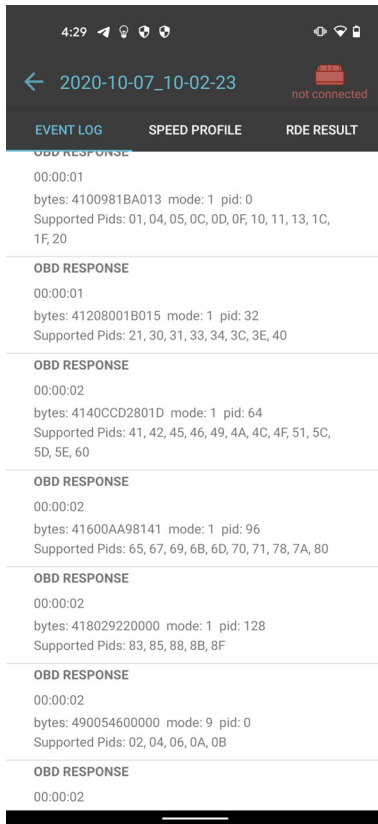 4:29
2020-10-07_10-02-23
not connected
EVENT LOG SPEED PROFILE RDE RESULT
OBD RESPONSE
00:00:01
bytes: 4100981BA013 mode: 1 pid: 0
Supported Pids: 01, 04, 05, 0C, 0D, 0F, 10, 11, 13, 1C,
1F, 20
OBD RESPONSE
00:00:01
bytes: 41208001B015 mode: 1 pid: 32
Supported Pids: 21, 30, 31, 33, 34, 3C, 3E, 40
OBD RESPONSE
00:00:02
bytes: 4140CCD2801D mode: 1 pid: 64
Supported Pids: 41, 42, 45, 46, 49, 4A, 4C, 4F, 51, 5C,
5D, 5E, 60
OBD RESPONSE
00:00:02
bytes: 41600AA98141 mode: 1 pid: 96
Supported Pids: 65, 67, 69, 6B, 6D, 70, 71, 78, 7A, 80
OBD RESPONSE
00:00:02
bytes: 418029220000 mode: 1 pid: 128
Supported Pids: 83, 85, 88, 8B, 8F
OBD RESPONSE
00:00:02
bytes: 490054600000 mode: 9 pid: 0
Supported Pids: 02, 04, 06, 0A, 0B
OBD RESPONSE
00:00:02